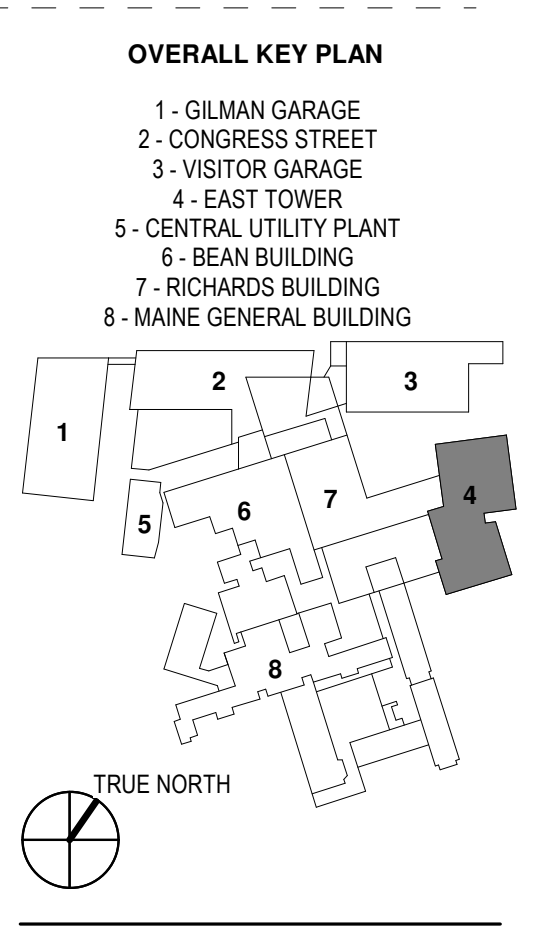 OVERALL KEY PLAN
1 - GILMAN GARAGE
2 - CONGRESS STREET
3 - VISITOR GARAGE
4 - EAST TOWER
5 - CENTRAL UTILITY PLANT
6 - BEAN BUILDING
7 - RICHARDS BUILDING
8 - MAINE GENERAL BUILDING
2
3
1
4
7
6
5
8
TRUE NORTH